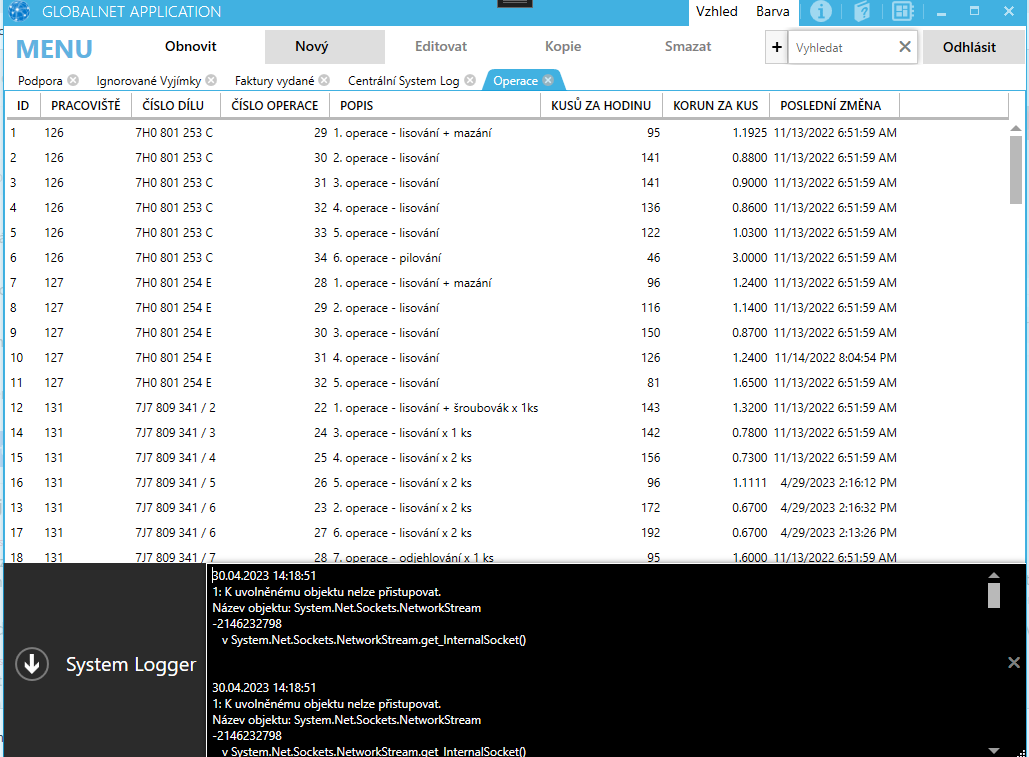 GLOBALNET APPLICATION Vzhled Barva
MENU Obnovit Nový Editovat Kopie Smazat + Vyhledat Odhlásit
Podpora Ignorované Vyjímky Faktury vydané Centrální System Log Operace
ID PRACOVIŠTĚ ČÍSLO DÍLU ČÍSLO OPERACE POPIS KUSŮ ZA HODINU KORUN ZA KUS POSLEDNÍ ZMĚNA
1 126 7H0 801 253 C 29 1. operace - lisování + mazání 95 1.1925 11/13/2022 6:51:59 AM
2 126 7H0 801 253 C 30 2. operace - lisování 141 0.8800 11/13/2022 6:51:59 AM
3 126 7H0 801 253 C 31 3. operace - lisování 141 0.9000 11/13/2022 6:51:59 AM
4 126 7H0 801 253 C 32 4. operace - lisování 136 0.8600 11/13/2022 6:51:59 AM
5 126 7H0 801 253 C 33 5. operace - lisování 122 1.0300 11/13/2022 6:51:59 AM
6 126 7H0 801 253 C 34 6. operace - pilování 46 3.0000 11/13/2022 6:51:59 AM
7 127 7H0 801 254 E 28 1. operace - lisování + mazání 96 1.2400 11/13/2022 6:51:59 AM
8 127 7H0 801 254 E 29 2. operace - lisování 116 1.1400 11/13/2022 6:51:59 AM
9 127 7H0 801 254 E 30 3. operace - lisování 150 0.8700 11/13/2022 6:51:59 AM
10 127 7H0 801 254 E 31 4. operace - lisování 126 1.2400 11/14/2022 8:04:54 PM
11 127 7H0 801 254 E 32 5. operace - lisování 81 1.6500 11/13/2022 6:51:59 AM
12 131 7J7 809 341 / 2 22 1. operace - lisování + šroubovák x 1ks 143 1.3200 11/13/2022 6:51:59 AM
14 131 7J7 809 341 / 3 24 3. operace - lisování x 1 ks 142 0.7800 11/13/2022 6:51:59 AM
15 131 7J7 809 341 / 4 25 4. operace - lisování x 2 ks 156 0.7300 11/13/2022 6:51:59 AM
16 131 7J7 809 341 / 5 26 5. operace - lisování x 2 ks 96 1.1111 4/29/2023 2:16:12 PM
13 131 7J7 809 341 / 6 23 2. operace - lisování x 2 ks 172 0.6700 4/29/2023 2:16:32 PM
17 131 7J7 809 341 / 6 27 6. operace - lisování x 2 ks 192 0.6700 4/29/2023 2:13:26 PM
18 131 7J7 809 341 / 7 28 7. operace - odjehlování x 1 ks 95 1.6000 11/13/2022 6:51:59 AM
System Logger
30.04.2023 14:18:51
1: K uvolněnému objektu nelze přistupovat.
Název objektu: System.Net.Sockets.NetworkStream
-2146232798
v System.Net.Sockets.NetworkStream.get_InternalSocket()
30.04.2023 14:18:51
1: K uvolněnému objektu nelze přistupovat.
Název objektu: System.Net.Sockets.NetworkStream
-2146232798
v System.Net.Sockets.NetworkStream.get_InternalSocket()